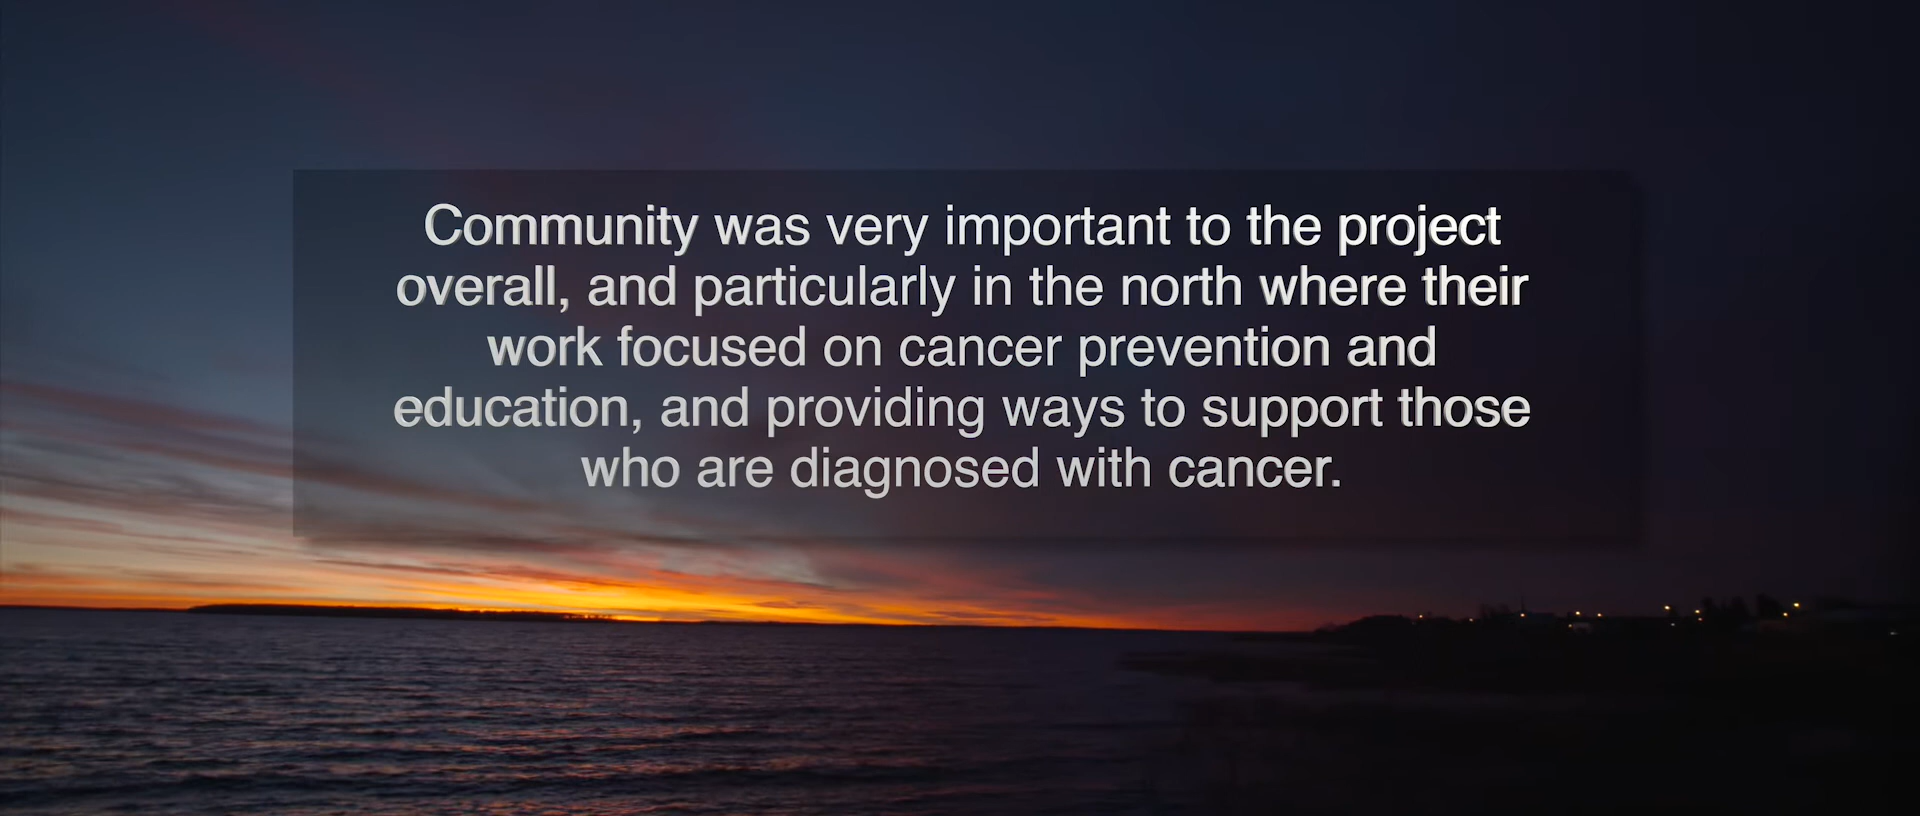 Community was very important to the project
overall, and particularly in the north where their
work focused on cancer prevention and
education, and providing ways to support those
who are diagnosed with cancer.